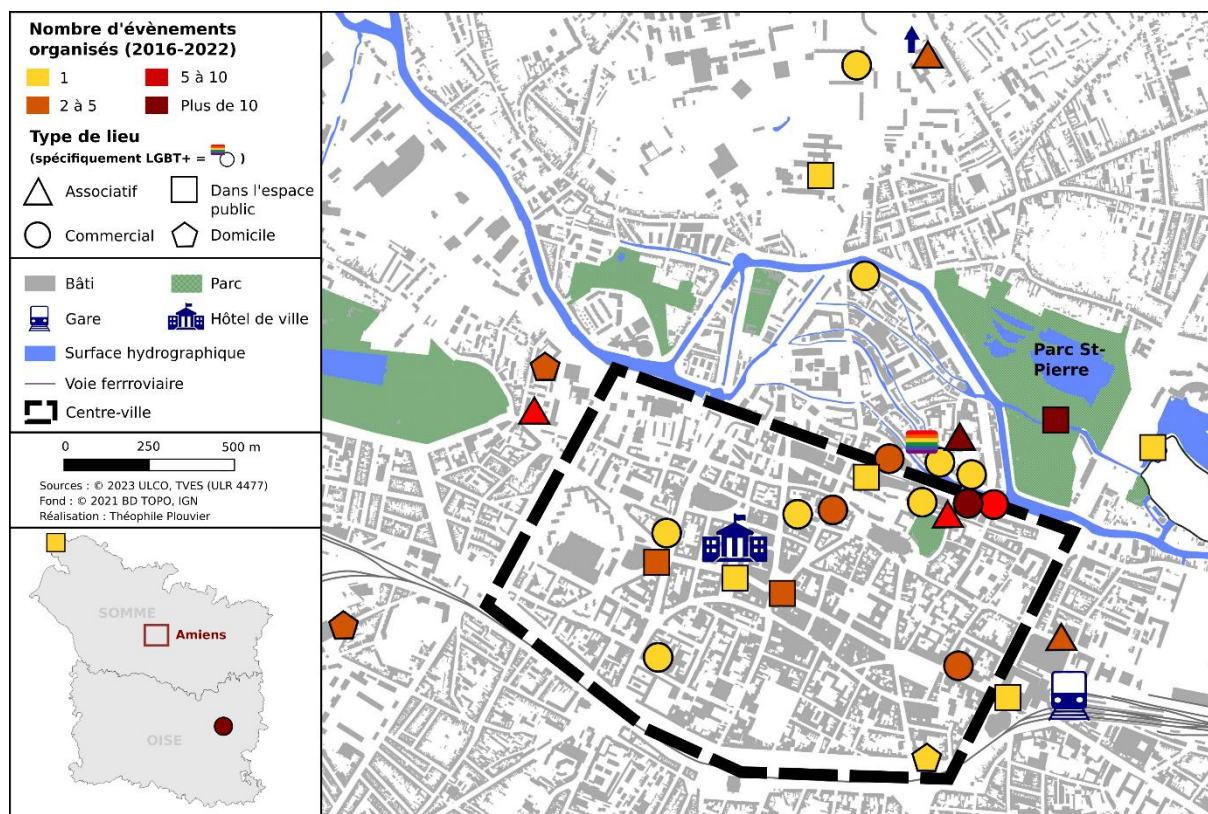 Nombre d'évènements
organisés (2016-2022)
1
5 à 10
2 à 5
Plus de 10
Type de lieu
(spécifiquement LGBT+ = )
Associatif
Dans l'espace
public
Commercial
Domicile
Bâti
Parc
Gare
Hôtel de ville
Surface hydrographique
Voie ferrroviaire
Centre-ville
0 250 500 m
Sources : © 2023 ULCO, TVES (ULR 4477)
Fond : © 2021 BD TOPO, IGN
Réalisation : Théophile Plouvier
SOMME
Amiens
OISE
Parc St-
Pierre